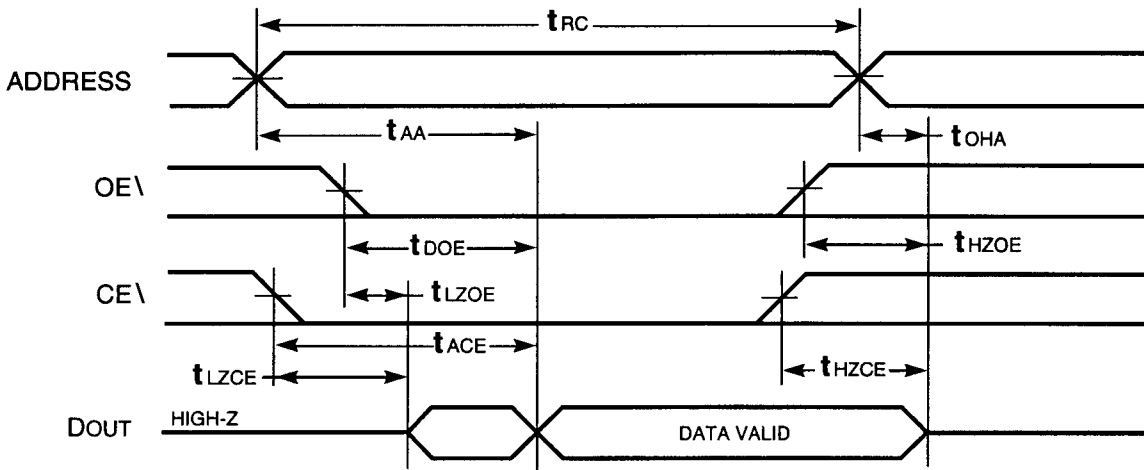 tRC
ADDRESS
tAA
tOHA
OE\
tDOE
tHZOE
CE\
tLZOE
tACE
tLZCE
tHZCE
DOUT
HIGH-Z
DATA VALID